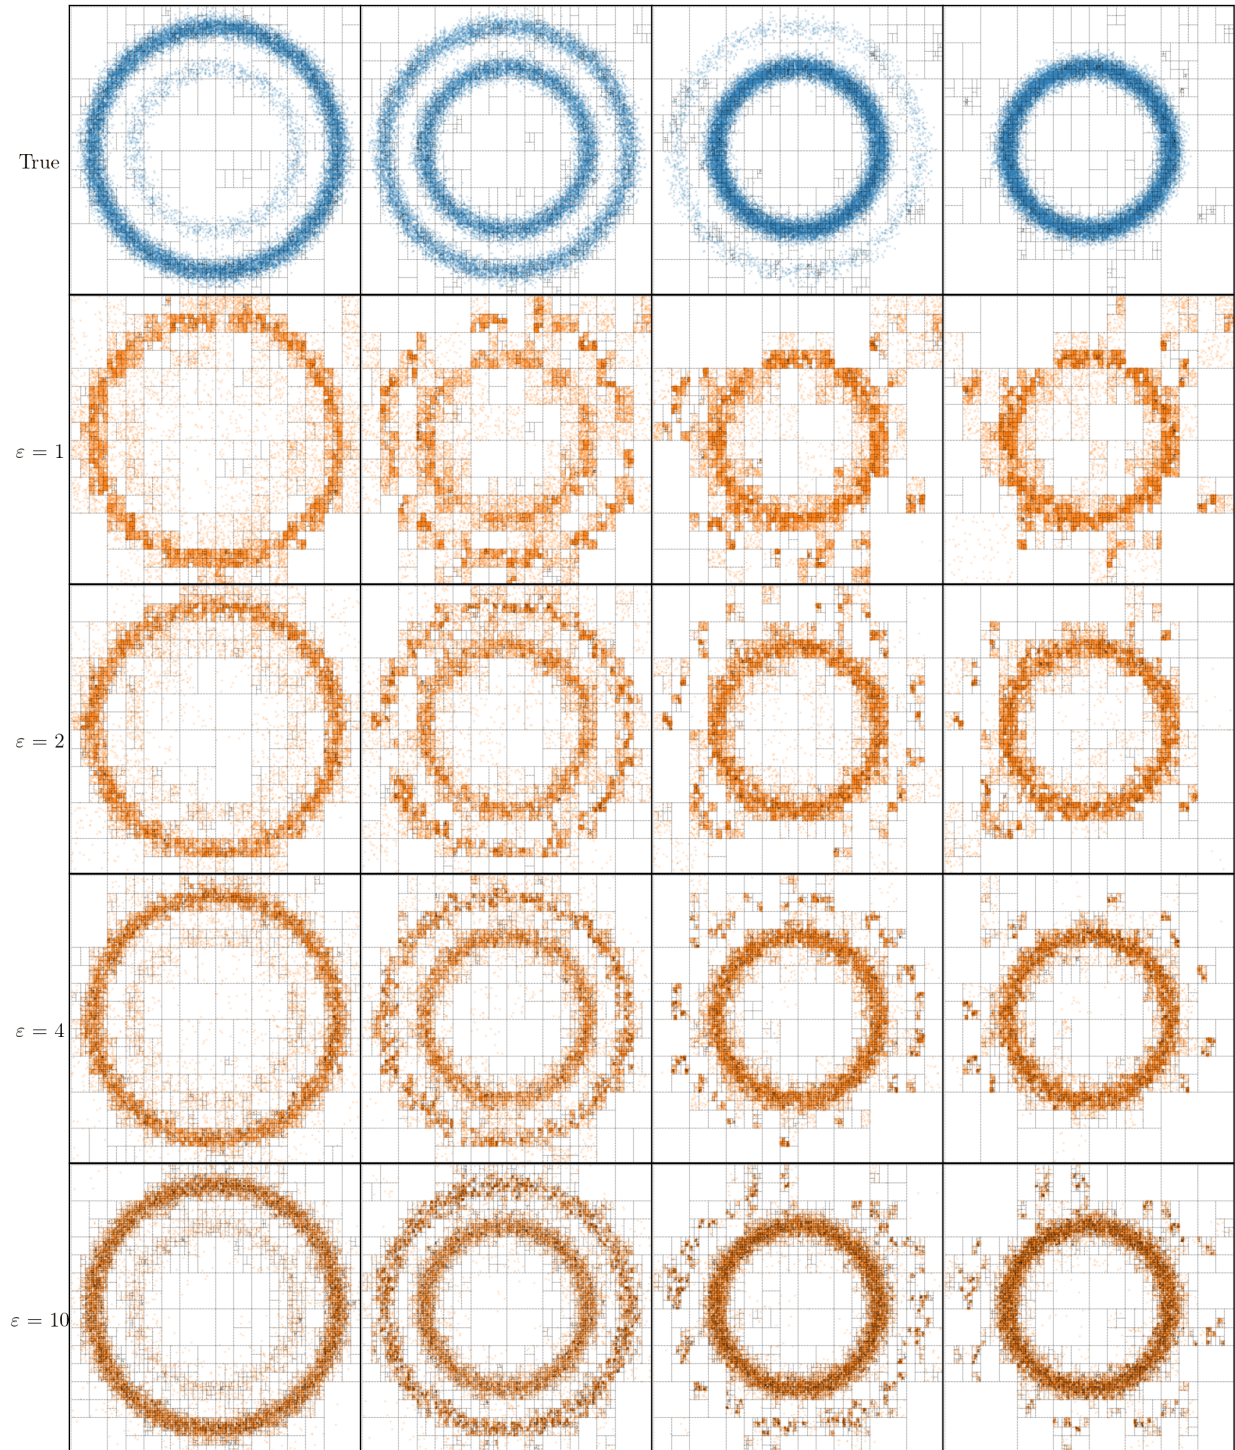 True
ε = 1
ε = 2
ε = 4
ε = 10